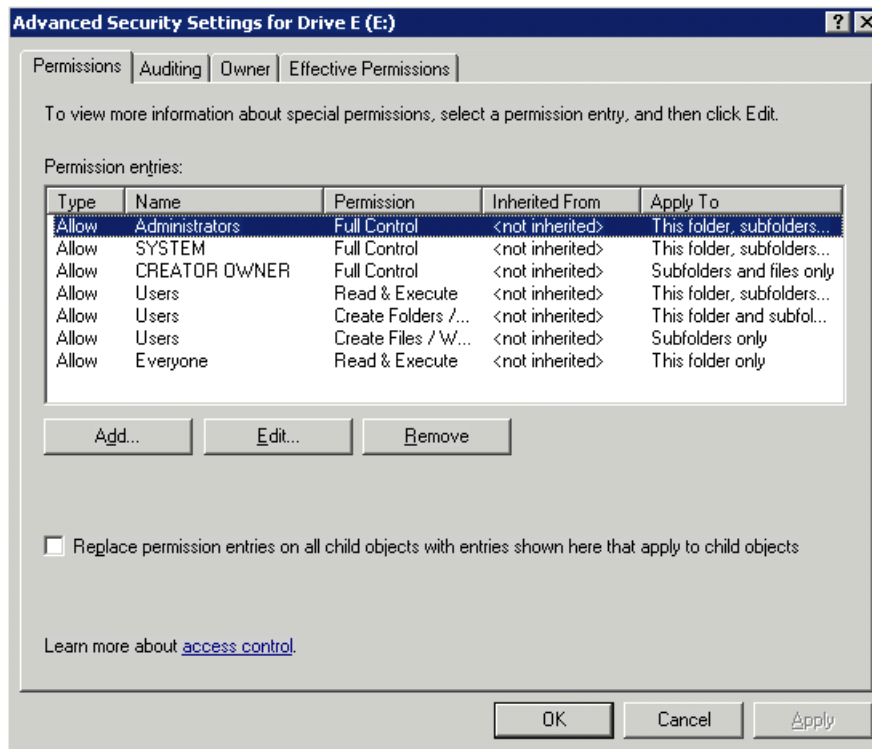 Advanced Security Settings for Drive E (E:)
Permissions Auditing Owner Effective Permissions
To view more information about special permissions, select a permission entry, and then click Edit.
Permission entries:
Type Name Permission Inherited From Apply To
Allow Administrators Full Control <not inherited> This folder, subfolders...
Allow SYSTEM Full Control <not inherited> This folder, subfolders...
Allow CREATOR OWNER Full Control <not inherited> Subfolders and files only
Allow Users Read & Execute <not inherited> This folder, subfolders...
Allow Users Create Folders /... <not inherited> This folder and subfol...
Allow Users Create Files / W... <not inherited> Subfolders only
Allow Everyone Read & Execute <not inherited> This folder only
Add... Edit... Remove
Replace permission entries on all child objects with entries shown here that apply to child objects
Learn more about access control.
OK Cancel Apply